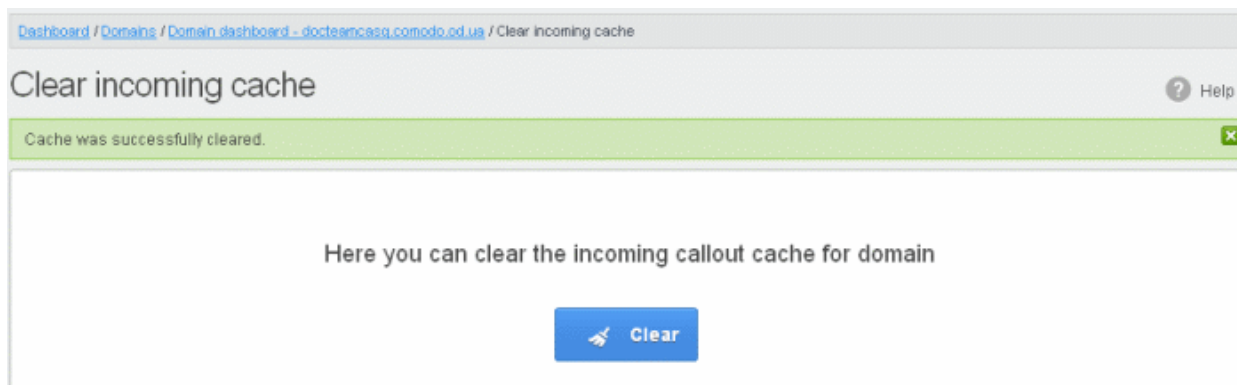 Dashboard / Domains / Domain dashboard - docteamcasg.comodo.od.ua / Clear incoming cache
Clear incoming cache
Help
Cache was successfully cleared.
Here you can clear the incoming callout cache for domain
Clear